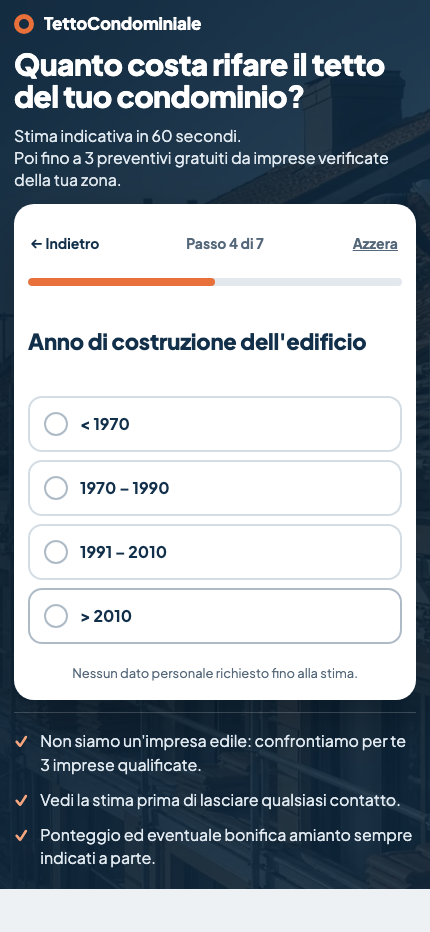 TettoCondominiale
Quanto costa rifare il tetto
del tuo condominio?
Stima indicativa in 60 secondi.
Poi fino a 3 preventivi gratuiti da imprese verificate
della tua zona.
← Indietro
Passo 4 di 7
Azzera
Anno di costruzione dell'edificio
< 1970
1970 – 1990
1991 – 2010
> 2010
Nessun dato personale richiesto fino alla stima.
Non siamo un'impresa edile: confrontiamo per te
3 imprese qualificate.
Vedi la stima prima di lasciare qualsiasi contatto.
Ponteggio ed eventuale bonifica amianto sempre
indicati a parte.